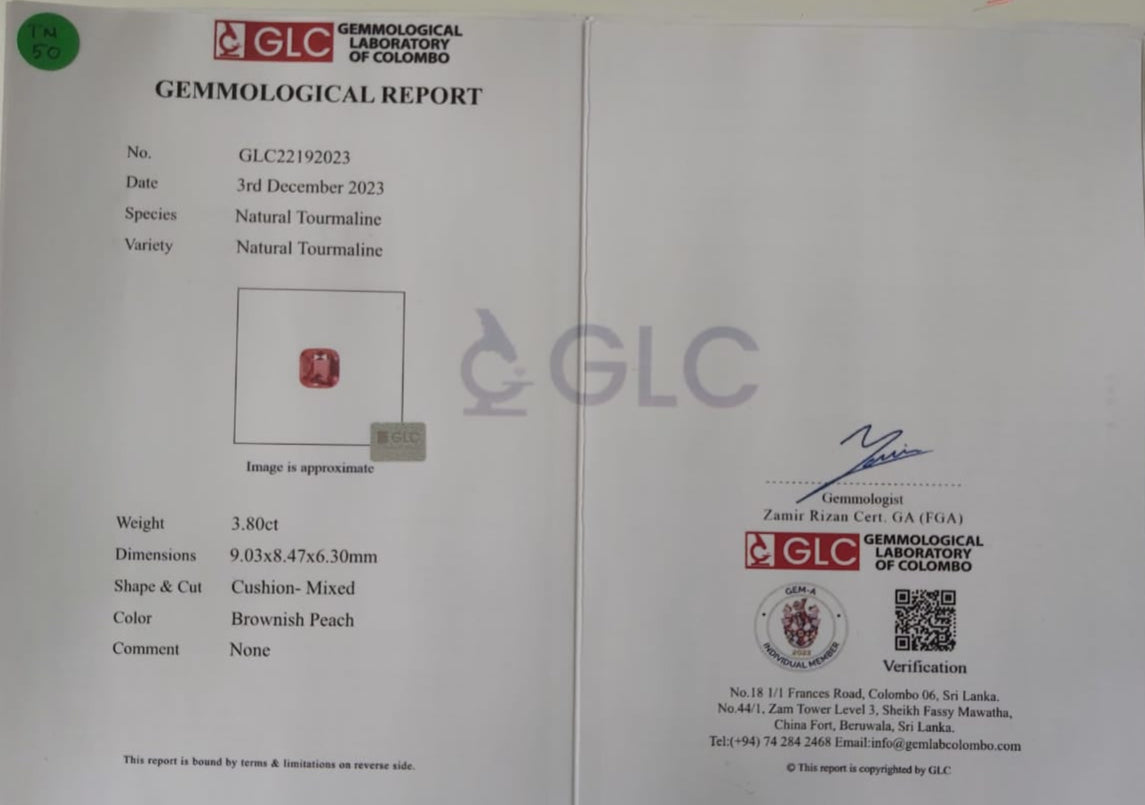 TN
50
GLC
GEMMOLOGICAL
LABORATORY
OF COLOMBO
GEMMOLOGICAL REPORT
No. GLC22192023
Date 3rd December 2023
Species Natural Tourmaline
Variety Natural Tourmaline
GLC
Image is approximate
Weight 3.80ct
Dimensions 9.03x8.47x6.30mm
Shape & Cut Cushion- Mixed
Color Brownish Peach
Comment None
This report is bound by terms & limitations on reverse side.
GLC
Gemmologist
Zamir Rizan Cert. GA (FGA)
GLC
GEMMOLOGICAL
LABORATORY
OF COLOMBO
GEM-A
2023
INDIVIDUAL MEMBER
Verification
No.18 1/1 Frances Road, Colombo 06, Sri Lanka.
No.44/1, Zam Tower Level 3, Sheikh Fassy Mawatha,
China Fort, Beruwala, Sri Lanka.
Tel:(+94) 74 284 2468 Email:info@gemlabcolombo.com
© This report is copyrighted by GLC